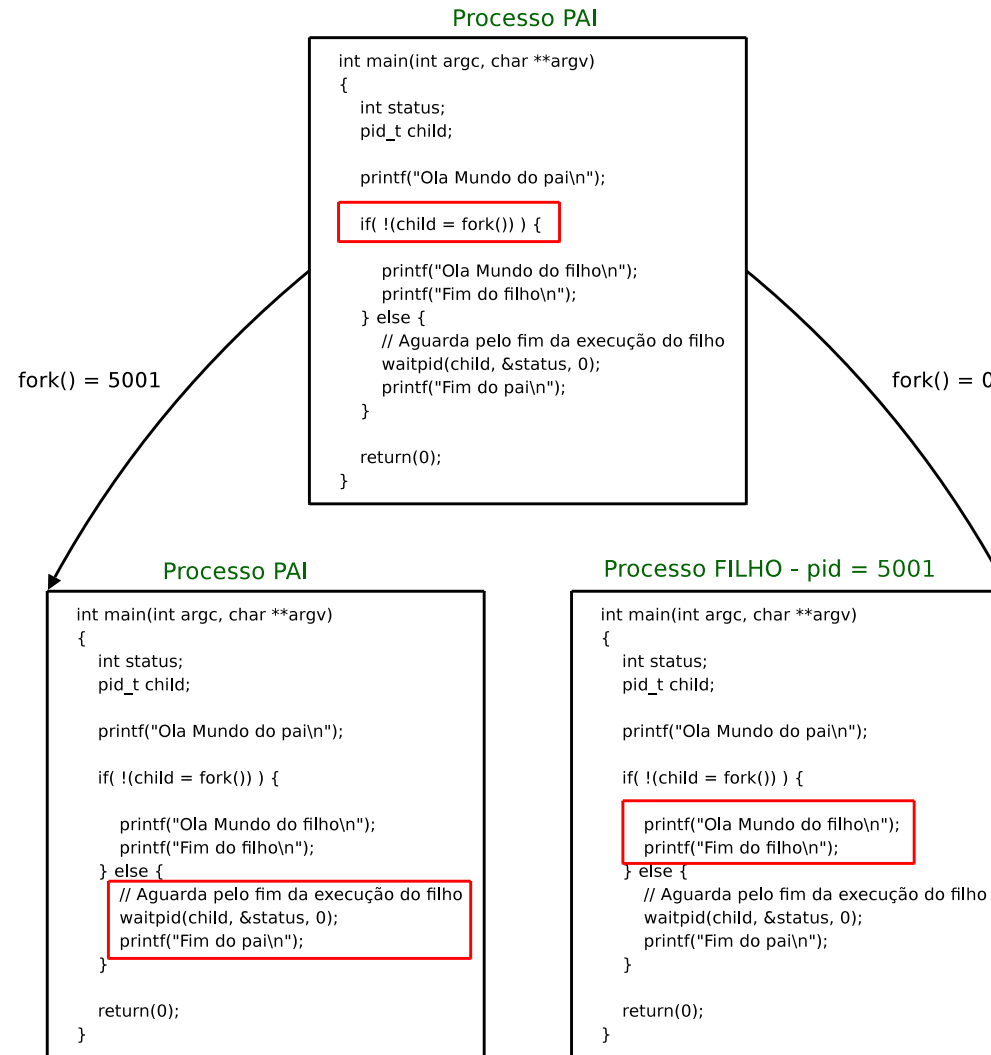 Processo PAI
int main(int argc, char **argv)
{
int status;
pid_t child;
printf("Ola Mundo do pai\n");
if( !(child = fork()) ) {
printf("Ola Mundo do filho\n");
printf("Fim do filho\n");
} else {
// Aguarda pelo fim da execução do filho
waitpid(child, &status, 0);
printf("Fim do pai\n");
}
return(0);
}
fork() = 5001
fork() = 0
Processo PAI
int main(int argc, char **argv)
{
int status;
pid_t child;
printf("Ola Mundo do pai\n");
if( !(child = fork()) ) {
printf("Ola Mundo do filho\n");
printf("Fim do filho\n");
} else {
// Aguarda pelo fim da execução do filho
waitpid(child, &status, 0);
printf("Fim do pai\n");
}
return(0);
}
Processo FILHO - pid = 5001
int main(int argc, char **argv)
{
int status;
pid_t child;
printf("Ola Mundo do pai\n");
if( !(child = fork()) ) {
printf("Ola Mundo do filho\n");
printf("Fim do filho\n");
} else {
// Aguarda pelo fim da execução do filho
waitpid(child, &status, 0);
printf("Fim do pai\n");
}
return(0);
}